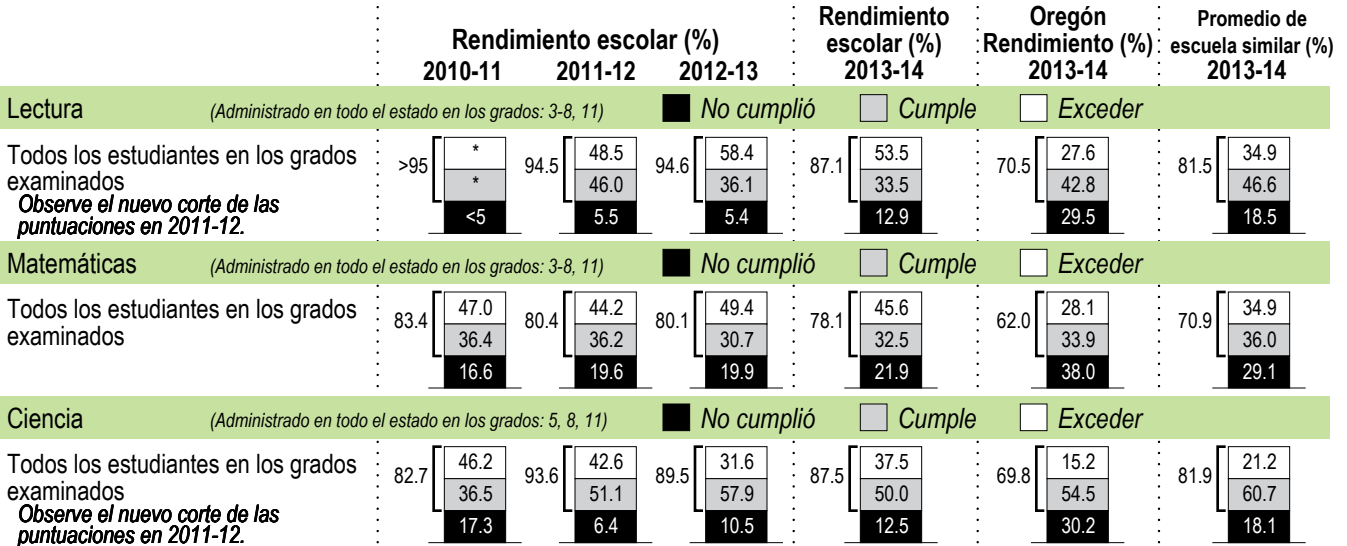 Rendimiento escolar (%)
2010-11 2011-12 2012-13
Rendimiento
escolar (%)
2013-14
Oregón
Rendimiento (%)
2013-14
Promedio de
escuela similar (%)
2013-14
Lectura (Administrado en todo el estado en los grados: 3-8, 11) No cumplió Cumple Exceder
Todos los estudiantes en los grados
examinados
Observe el nuevo corte de las
puntuaciones en 2011-12.
>95 * * <5
94.5 48.5 46.0 5.5
94.6 58.4 36.1 5.4
87.1 53.5 33.5 12.9
70.5 27.6 42.8 29.5
81.5 34.9 46.6 18.5
Matemáticas (Administrado en todo el estado en los grados: 3-8, 11) No cumplió Cumple Exceder
Todos los estudiantes en los grados
examinados
83.4 47.0 36.4 16.6
80.4 44.2 36.2 19.6
80.1 49.4 30.7 19.9
78.1 45.6 32.5 21.9
62.0 28.1 33.9 38.0
70.9 34.9 36.0 29.1
Ciencia (Administrado en todo el estado en los grados: 5, 8, 11) No cumplió Cumple Exceder
Todos los estudiantes en los grados
examinados
Observe el nuevo corte de las
puntuaciones en 2011-12.
82.7 46.2 36.5 17.3
93.6 42.6 51.1 6.4
89.5 31.6 57.9 10.5
87.5 37.5 50.0 12.5
69.8 15.2 54.5 30.2
81.9 21.2 60.7 18.1